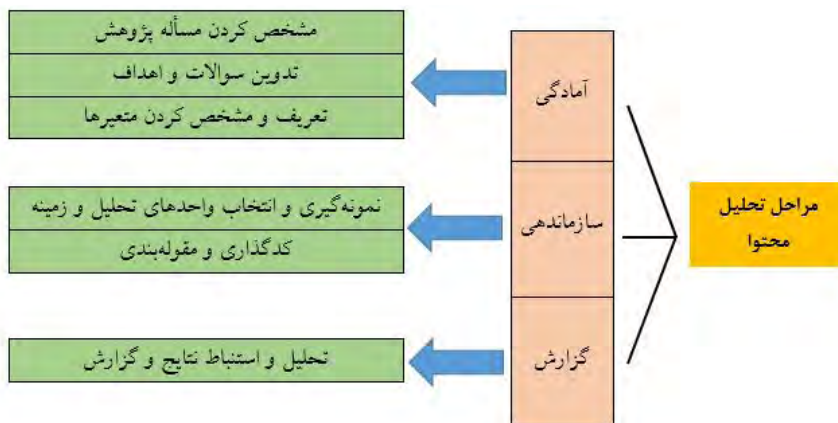 مراحل تحلیل
محتوا
آمادگی
مشخص کردن مسأله پژوهش
تدوین سوالات و اهداف
تعریف و مشخص کردن متعیرها
سازماندهی
نمونه‌گیری و انتخاب واحدهای تحلیل و زمینه
کدگذاری و مقوله‌بندی
گزارش
تحلیل و استنباط نتایج و گزارش